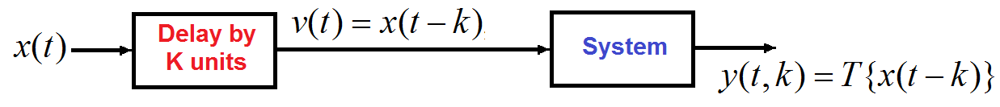 x(t)
Delay by
K units
v(t) = x(t − k)
System
y(t, k) = T{x(t − k)}